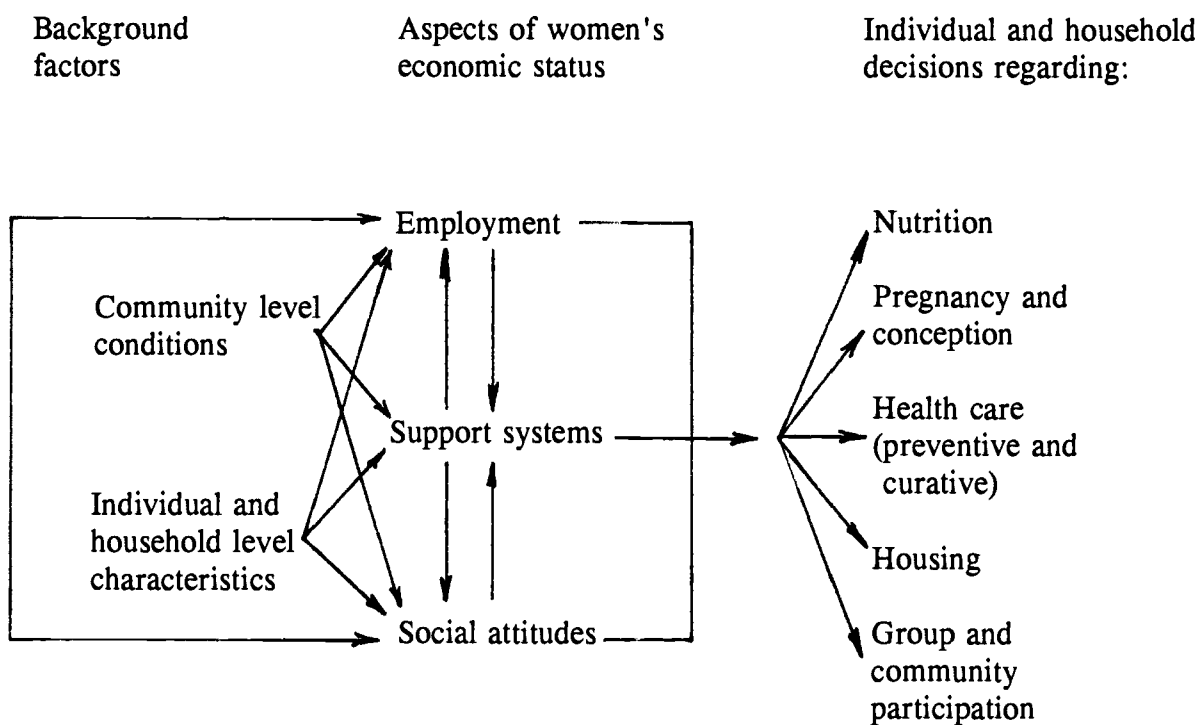 Background
factors
Aspects of women's
economic status
Individual and household
decisions regarding:
Employment
Community level
conditions
Support systems
Individual and
household level
characteristics
Social attitudes
Nutrition
Pregnancy and
conception
Health care
(preventive and
curative)
Housing
Group and
community
participation